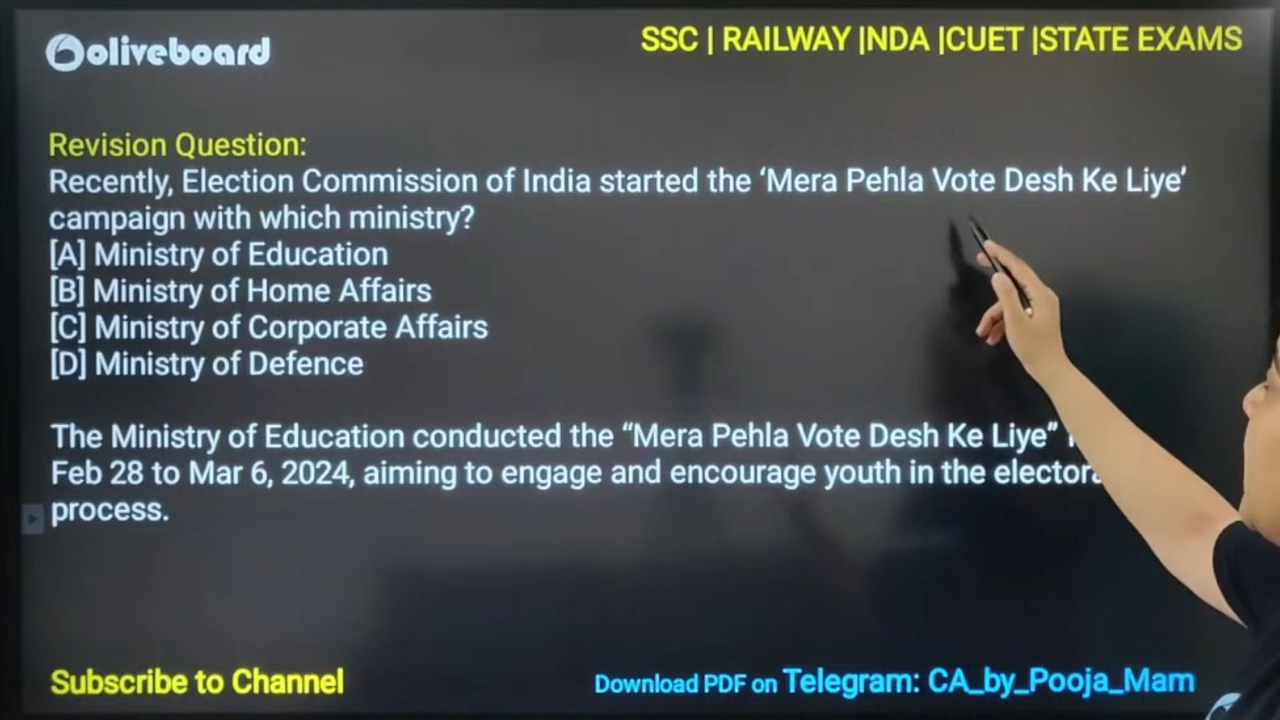 oliveboard
SSC | RAILWAY |NDA |CUET |STATE EXAMS
Revision Question:
Recently, Election Commission of India started the ‘Mera Pehla Vote Desh Ke Liye’
campaign with which ministry?
[A] Ministry of Education
[B] Ministry of Home Affairs
[C] Ministry of Corporate Affairs
[D] Ministry of Defence
The Ministry of Education conducted the “Mera Pehla Vote Desh Ke Liye”
Feb 28 to Mar 6, 2024, aiming to engage and encourage youth in the
process.
Subscribe to Channel
Download PDF on Telegram: CA_by_Pooja_Mam